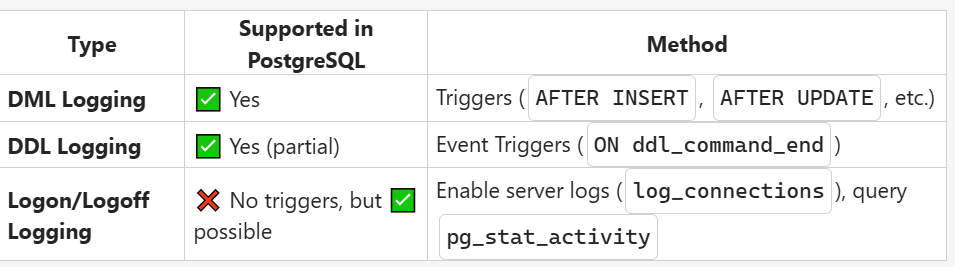 Type Supported in PostgreSQL Method
DML Logging ✅ Yes Triggers ( AFTER INSERT , AFTER UPDATE , etc.)
DDL Logging ✅ Yes (partial) Event Triggers ( ON ddl_command_end )
Logon/Logoff ❌ No triggers, but ✅ Enable server logs ( log_connections ), query
Logging possible pg_stat_activity